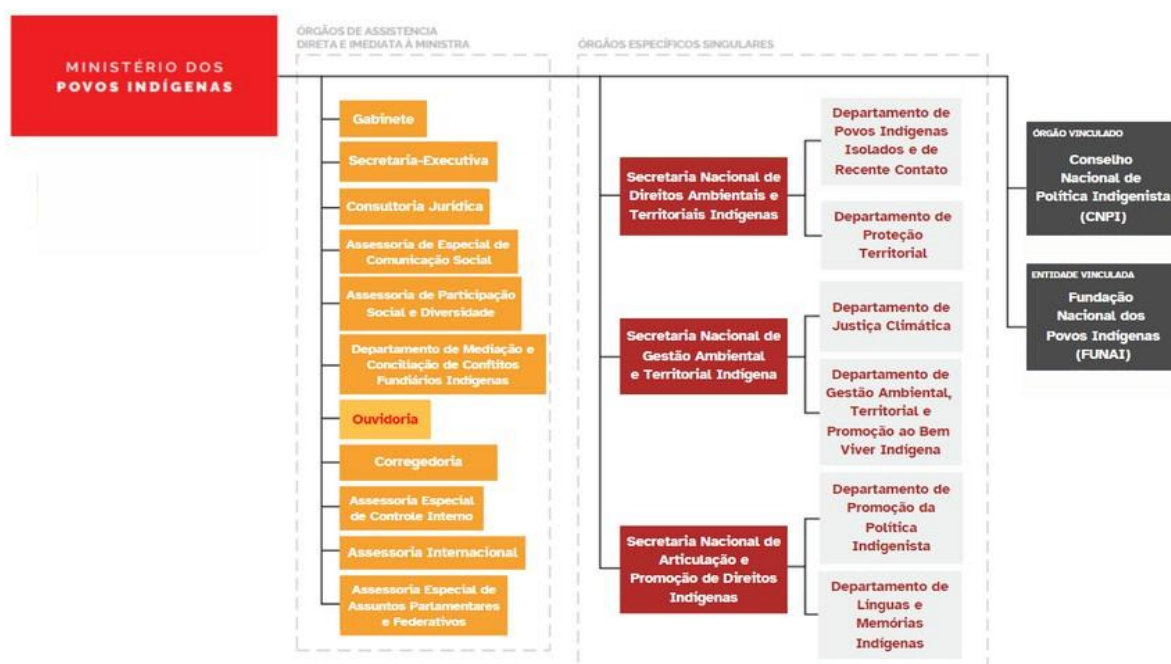 MINISTÉRIO DOS
POVOS INDÍGENAS
ÓRGÃOS DE ASSISTENCIA
DIRETA E IMEDIATA À MINISTRA
Gabinete
Secretaria-Executiva
Consultoria Jurídica
Assessoria de Especial de
Comunicação Social
Assessoria de Participação
Social e Diversidade
Departamento de Mediação e
Conciliação de Conflitos
Fundiários Indígenas
Ouvidoria
Corregedoria
Assessoria Especial
de Controle Interno
Assessoria Internacional
Assessoria Especial de
Assuntos Parlamentares
e Federativos
ÓRGÃOS ESPECÍFICOS SINGULARES
Secretaria Nacional de
Direitos Ambientais e
Territoriais Indígenas
Departamento de
Povos Indígenas
Isolados e de
Recente Contato
Departamento de
Proteção
Territorial
Secretaria Nacional de
Gestão Ambiental
e Territorial Indígena
Departamento de
Justiça Climática
Departamento de
Gestão Ambiental,
Territorial e
Promoção ao Bem
Viver Indígena
Secretaria Nacional de
Articulação e
Promoção de Direitos
Indígenas
Departamento de
Promoção da
Política
Indigenista
Departamento de
Línguas e
Memórias
Indígenas
ÓRGÃO VINCULADO
Conselho
Nacional de
Política Indigenista
(CNPI)
ENTIDADE VINCULADA
Fundação
Nacional dos
Povos Indígenas
(FUNAI)